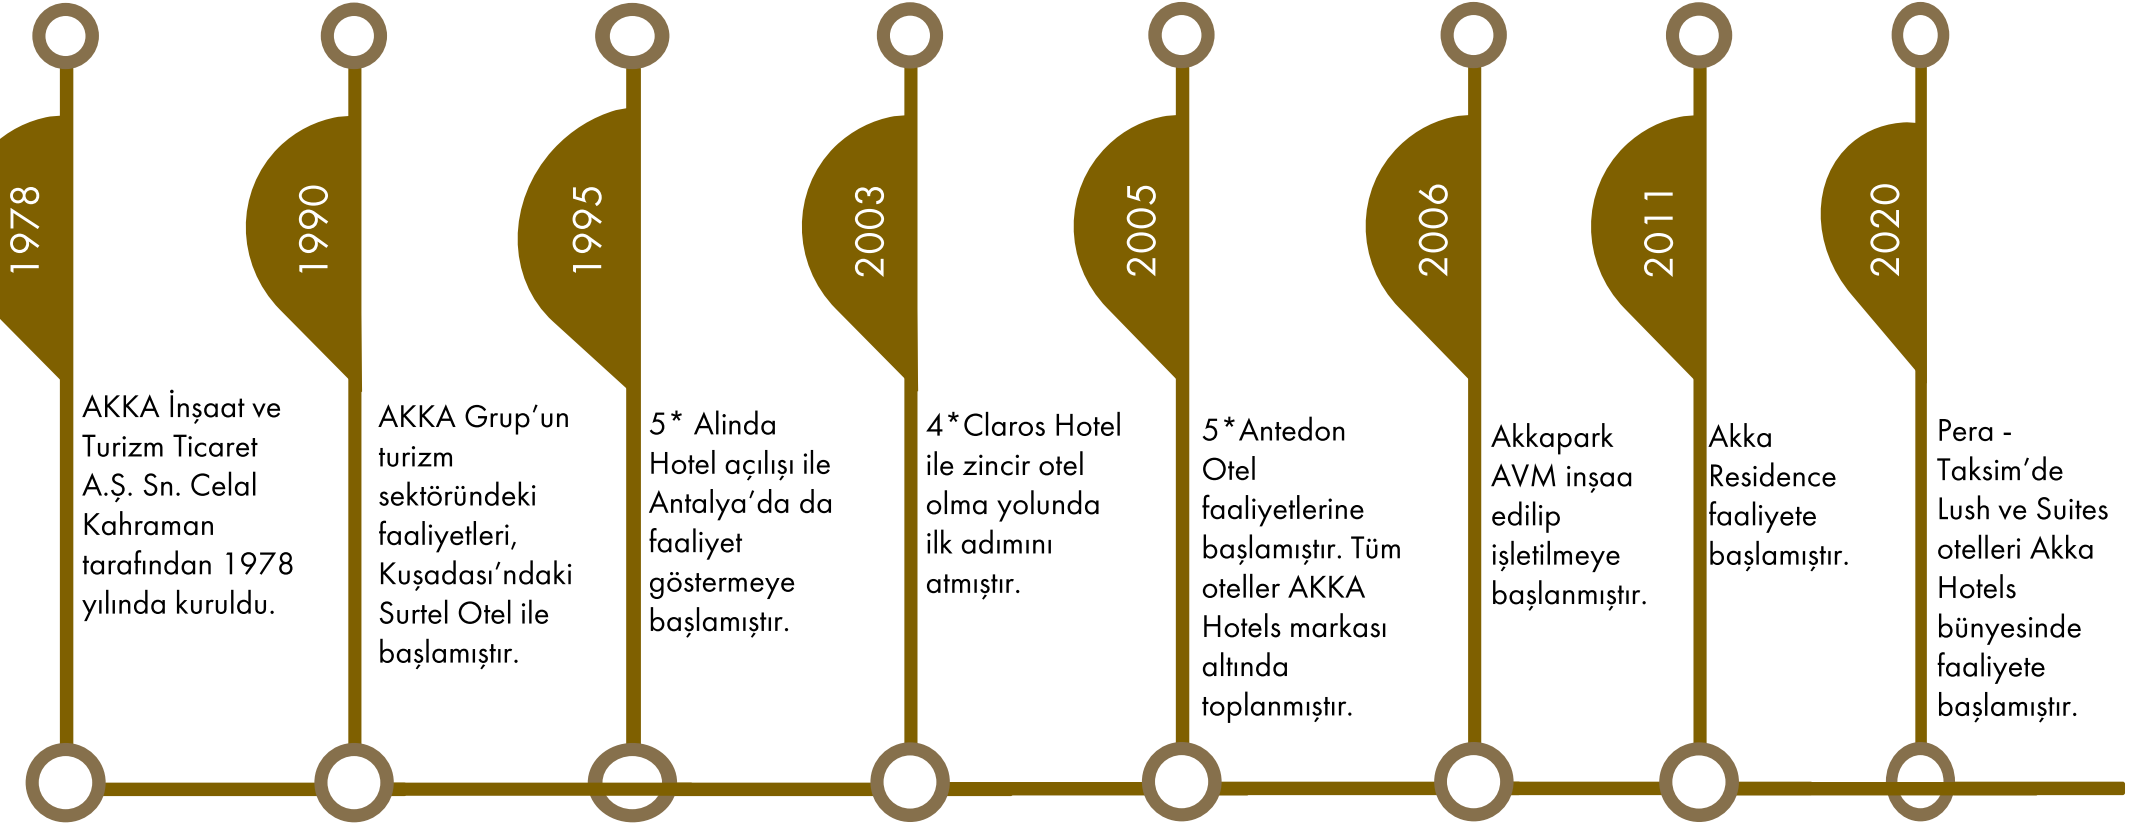 1978
AKKA İnşaat ve
Turizm Ticaret
A.Ş. Sn. Celal
Kahraman
tarafından 1978
yılında kuruldu.
1990
AKKA Grup’un
turizm
sektöründeki
faaliyetleri,
Kuşadası’ndaki
Surtel Otel ile
başlamıştır.
1995
5* Alinda
Hotel açılışı ile
Antalya’da da
faaliyet
göstermeye
başlamıştır.
2003
4*Claros Hotel
ile zincir otel
olma yolunda
ilk adımını
atmıştır.
2005
5*Antedon
Otel
faaliyetlerine
başlamıştır. Tüm
oteller AKKA
Hotels markası
altında
toplanmıştır.
2006
Akkapark
AVM inşaa
edilip
işletilmeye
başlanmıştır.
2011
Akka
Residence
faaliyete
başlamıştır.
2020
Pera -
Taksim’de
Lush ve Suites
otelleri Akka
Hotels
bünyesinde
faaliyete
başlamıştır.